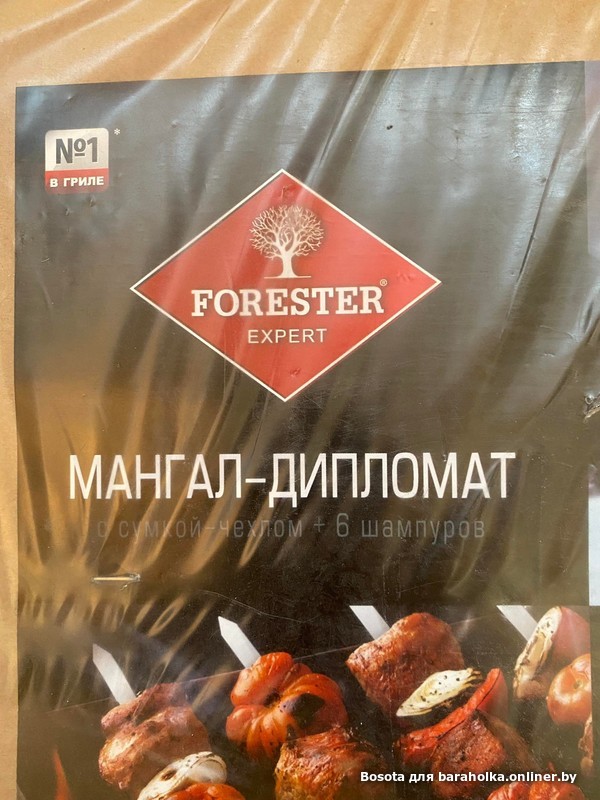 №1
*
В ГРИЛЕ
FORESTER®
EXPERT
МАНГАЛ-ДИПЛОМАТ
с сумкой-чехлом + 6 шампуров
Bosota для baraholka.onliner.by